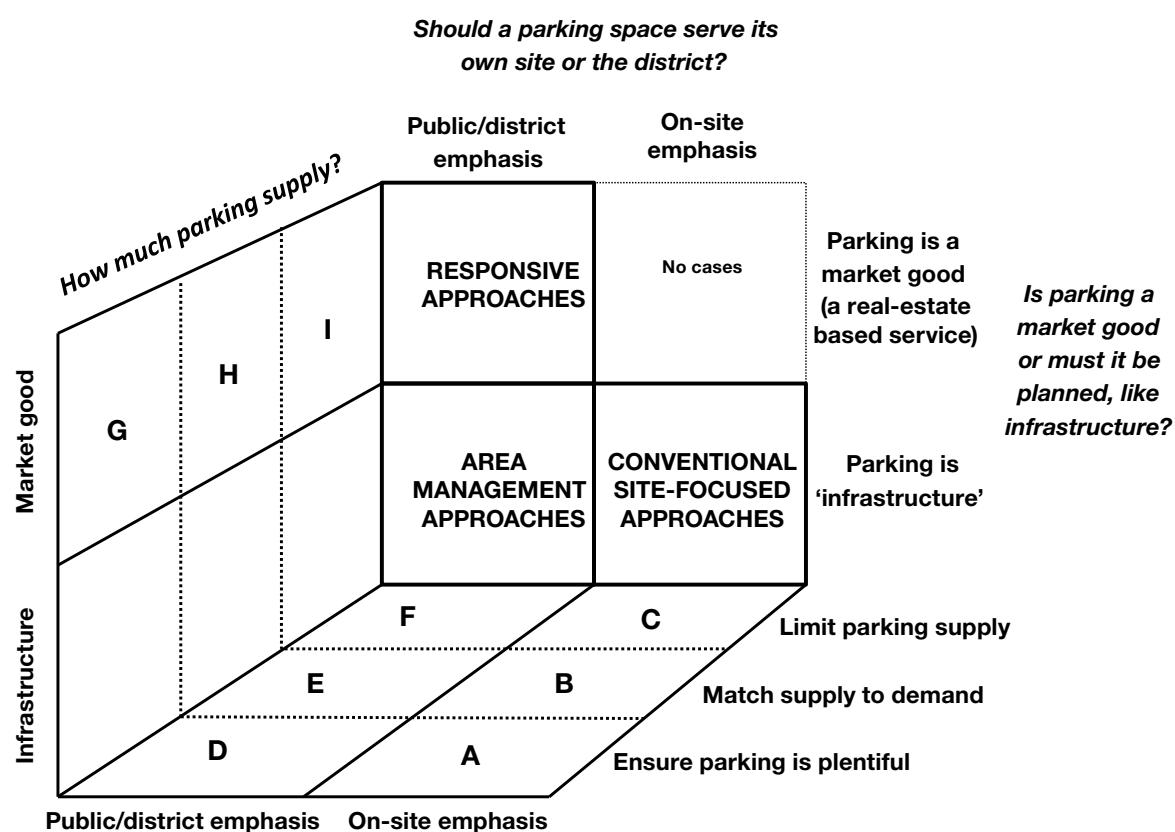 Should a parking space serve its
own site or the district?
Public/district
emphasis
On-site
emphasis
How much parking supply?
RESPONSIVE
APPROACHES
No cases
Parking is a
market good
(a real-estate
based service)
Is parking a
market good
or must it be
planned, like
infrastructure?
Market good
G
H
I
AREA
MANAGEMENT
APPROACHES
CONVENTIONAL
SITE-FOCUSED
APPROACHES
Parking is
‘infrastructure’
Infrastructure
F
C
Limit parking supply
E
B
Match supply to demand
D
A
Ensure parking is plentiful
Public/district emphasis
On-site emphasis